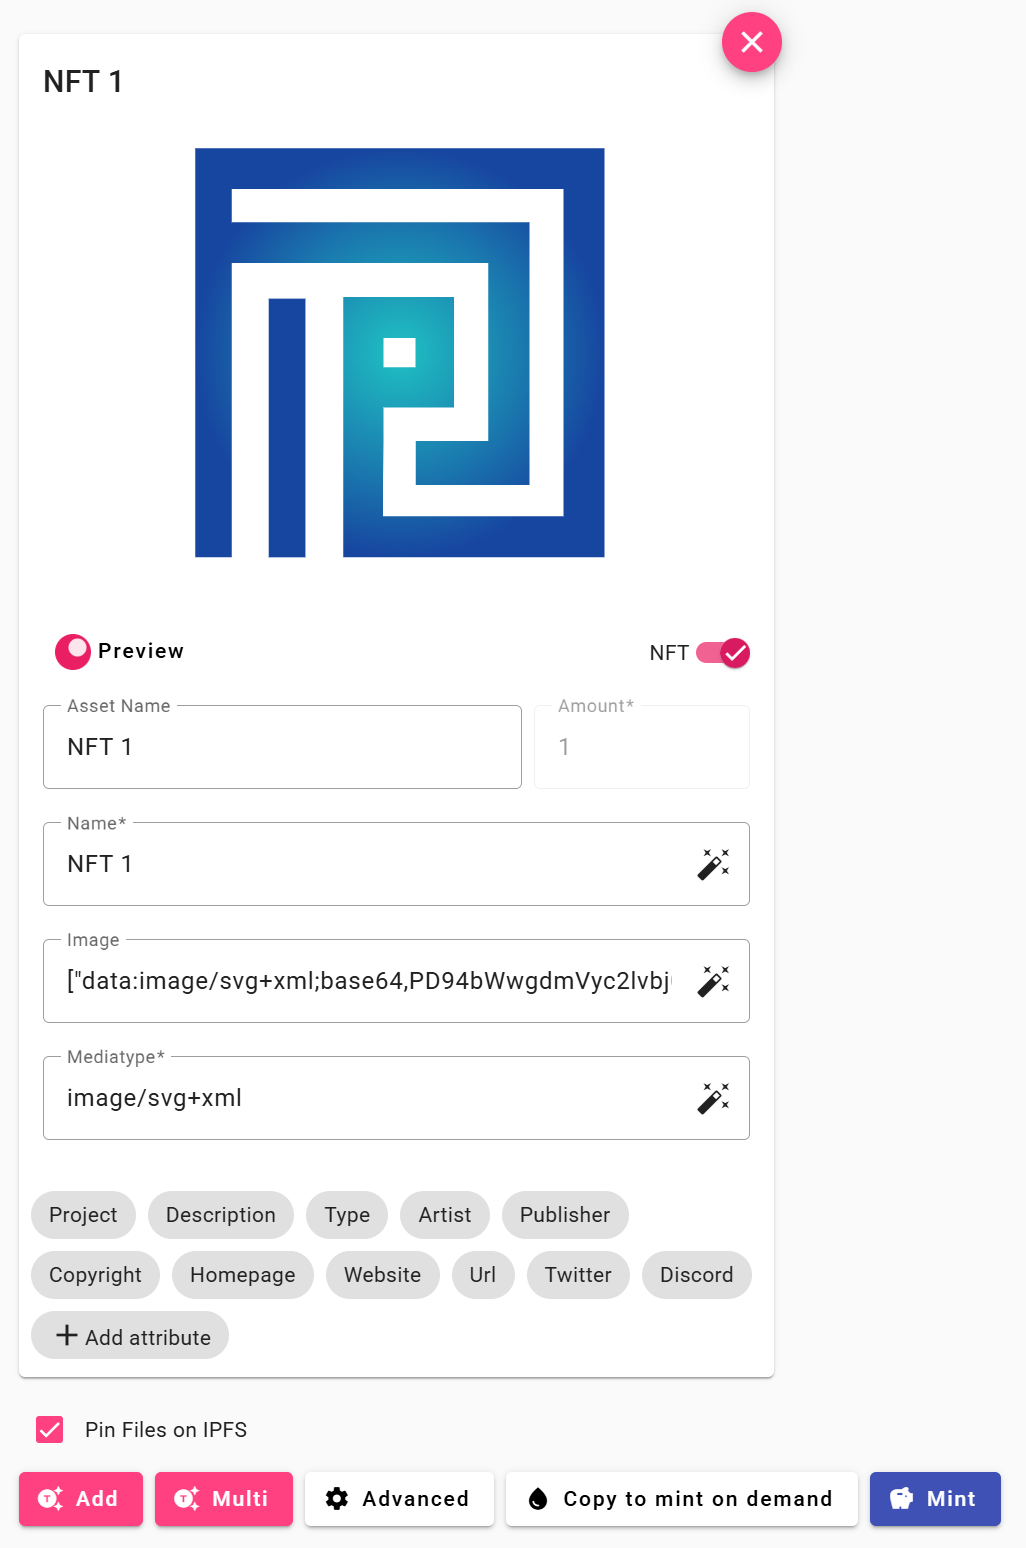 NFT 1
Preview
NFT
Asset Name
NFT 1
Amount*
1
Name*
NFT 1
Image
["data:image/svg+xml;base64,PD94bWwgdmVyc2lvbj
Mediatype*
image/svg+xml
Project Description Type Artist Publisher
Copyright Homepage Website Url Twitter Discord
Add attribute
Pin Files on IPFS
Add Multi Advanced Copy to mint on demand Mint